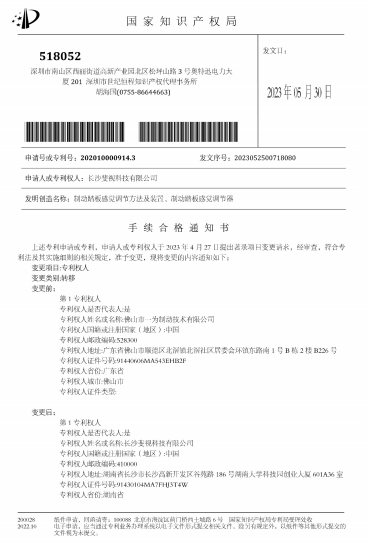 国家知识产权局
518052
深圳市南山区西丽街道高新产业园北区松坪山路3号奥特迅电力大
厦201 深圳市世纪恒程知识产权代理事务所
胡海国(0755-86644663)
发文日：
2023年05月30日
申请号或专利号：202010000914.3
发文序号：2023052500718080
申请人或专利权人：长沙斐视科技有限公司
发明创造名称：制动踏板感觉调节方法及装置、制动踏板感觉调节器
手续合格通知书
上述专利申请或专利，申请人或专利权人于2023年4月27日提出著录项目变更请求，经审查，符合专
利法及其实施细则的相关规定，准予变更，现将变更的内容通知如下：
变更项目:专利权人
变更类别:转移
变更前：
第1专利权人
专利权人是否代表人:是
专利权人姓名或名称:佛山市一为制动技术有限公司
专利权人国籍或注册国家（地区）:中国
专利权人邮政编码:528300
专利权人地址:广东省佛山市顺德区北滘镇北滘社区居委会环镇东路南1号B栋2楼B226号
专利权人证件号码:91440606MA543EHB2F
专利权人省份:广东省
专利权人城市:佛山市
专利权人证件类型:
变更后：
第1专利权人
专利权人是否代表人:是
专利权人姓名或名称:长沙斐视科技有限公司
专利权人国籍或注册国家（地区）:中国
专利权人邮政编码:410000
专利权人地址:湖南省长沙市长沙高新开发区谷苑路186号湖南大学科技园创业大厦601A36室
专利权人证件号码:91430104MA7FHJ3T4W
专利权人省份:湖南省
200028
2022.10
纸件申请，回函请寄：100088 北京市海淀区蓟门桥西土城路6号 国家知识产权局专利局受理处收
电子申请，应当通过专利业务办理系统以电子文件形式提交相关文件。除另有规定外，以纸件等其他形式提交的
文件视为未提交。